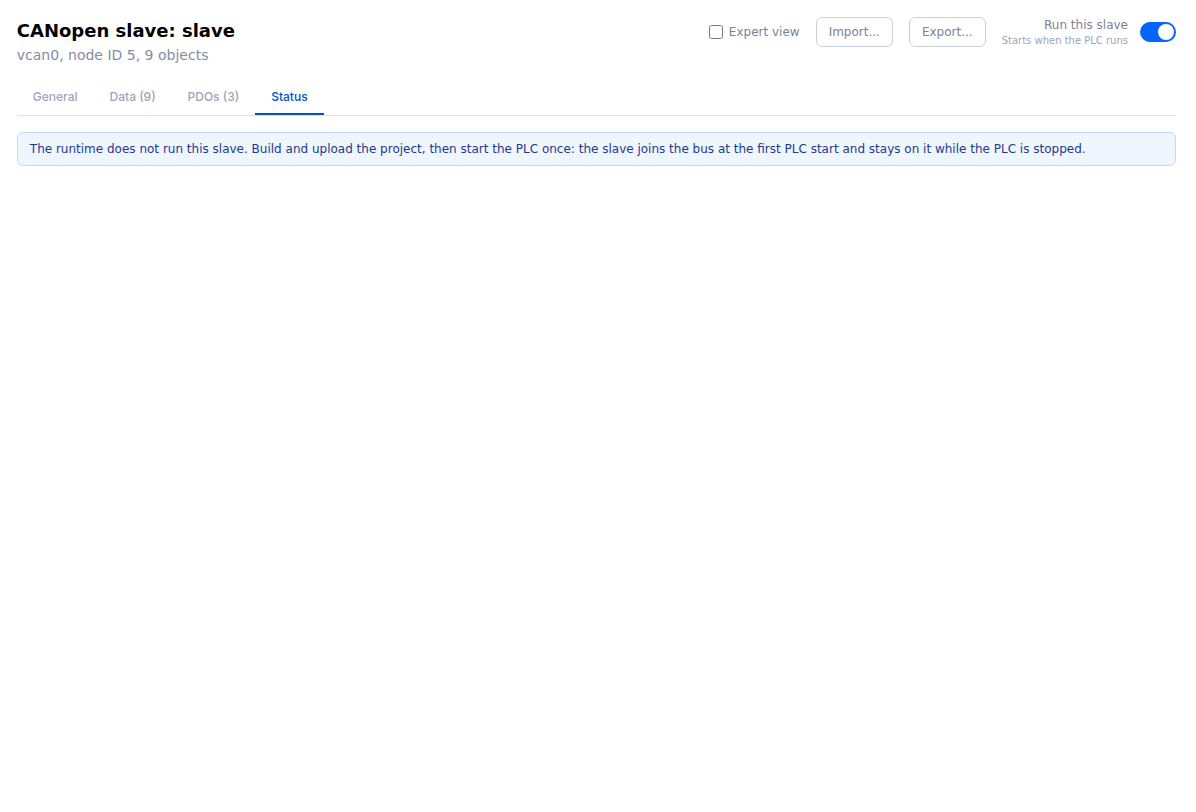 CANopen slave: slave
vcan0, node ID 5, 9 objects
Expert view
Import...
Export...
Run this slave
Starts when the PLC runs
General
Data (9)
PDOs (3)
Status
The runtime does not run this slave. Build and upload the project, then start the PLC once: the slave joins the bus at the first PLC start and stays on it while the PLC is stopped.